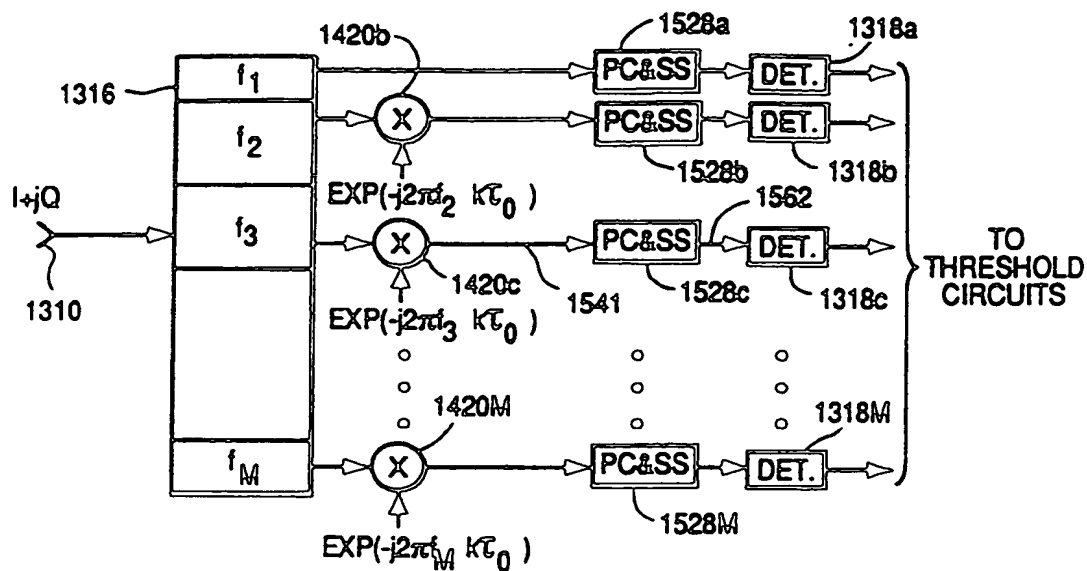 1420b
1528a
1318a
1316
f1
PC&SS
DET.
f2
X
PC&SS
DET.
1528b
1318b
I+jQ
EXP(-j2πf2 kτ0)
1562
f3
X
PC&SS
DET.
TO
THRESHOLD
CIRCUITS
1310
1420c
1541
1528c
1318c
EXP(-j2πf3 kτ0)
1420M
1318M
fM
X
PC&SS
DET.
1528M
EXP(-j2πfM kτ0)